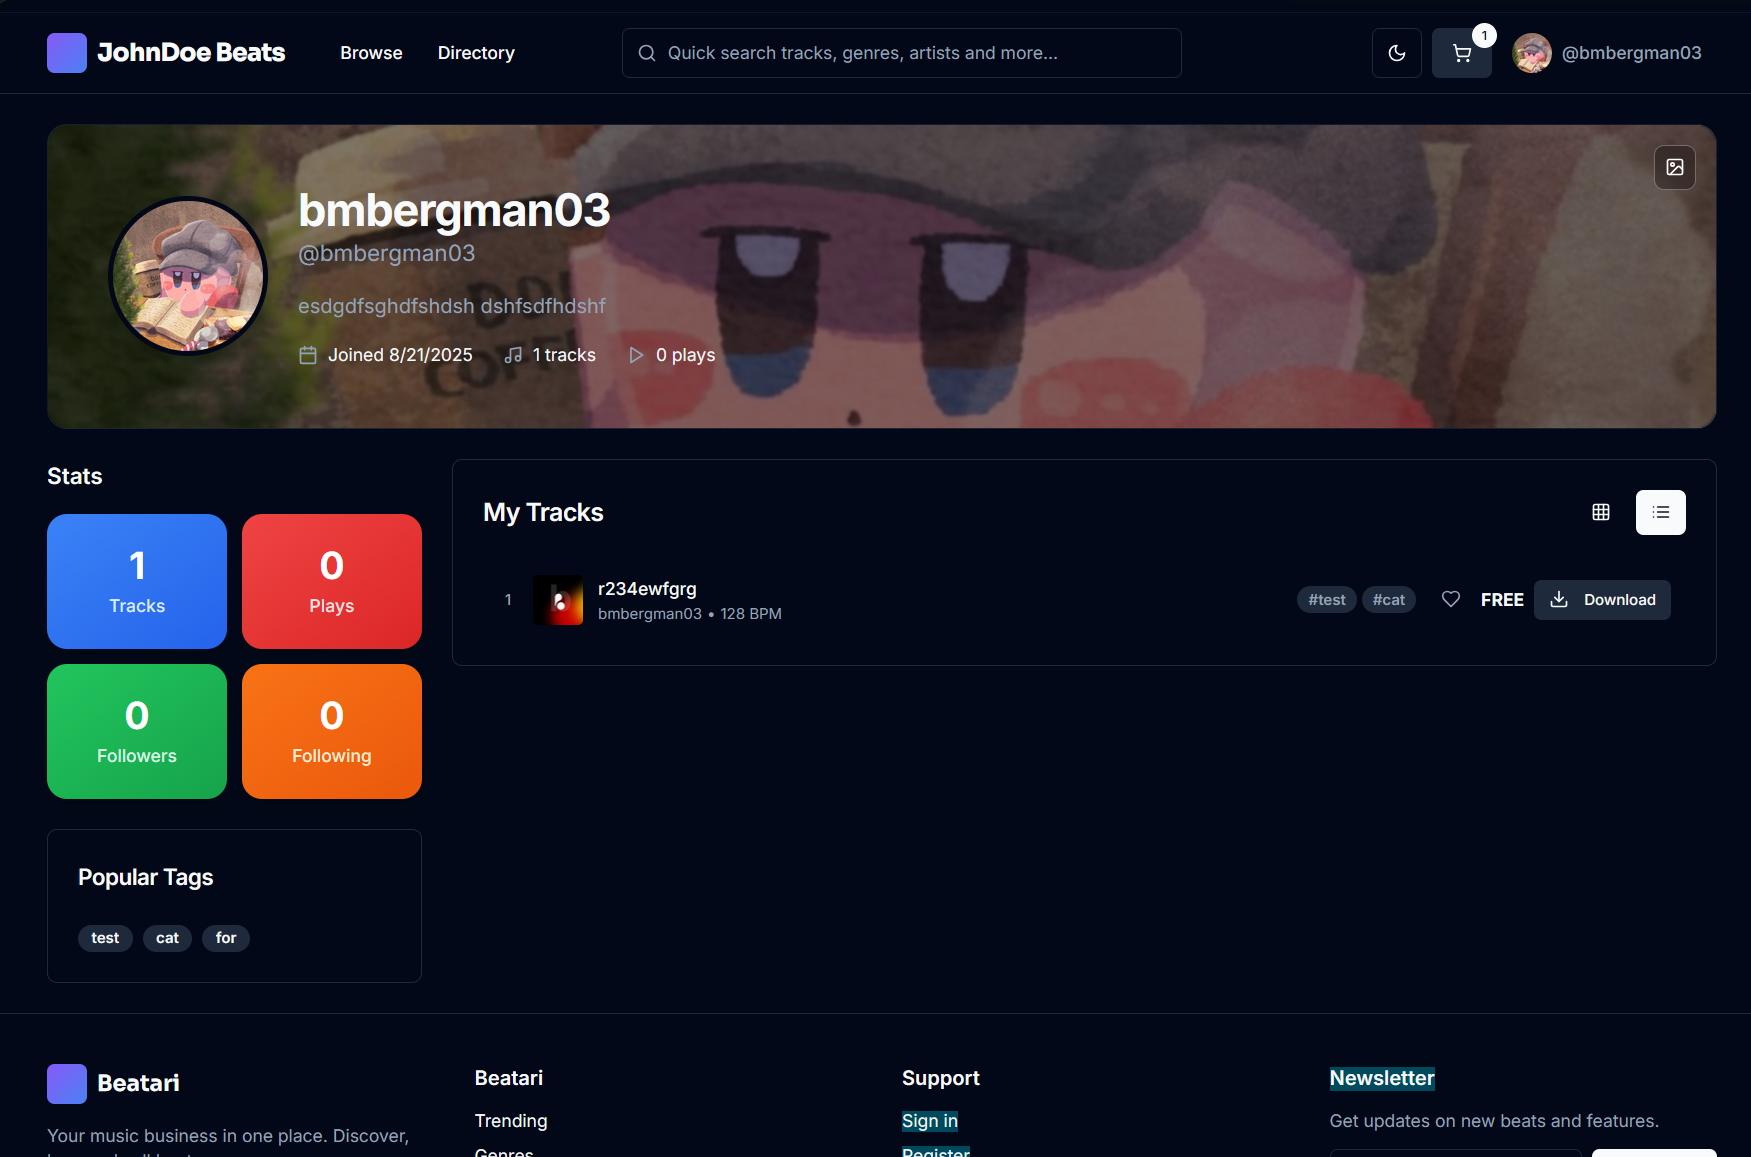 JohnDoe Beats
Browse
Directory
Quick search tracks, genres, artists and more...
1
@bmbergman03
bmbergman03
@bmbergman03
esdgdfsghdfshdsh dshfsdfhdshf
Joined 8/21/2025
1 tracks
0 plays
Stats
1
Tracks
0
Plays
0
Followers
0
Following
Popular Tags
test
cat
for
My Tracks
1
r234ewfgrg
bmbergman03 • 128 BPM
#test
#cat
FREE
Download
Beatari
Your music business in one place. Discover,
Beatari
Trending
Genres
Support
Sign in
Register
Newsletter
Get updates on new beats and features.